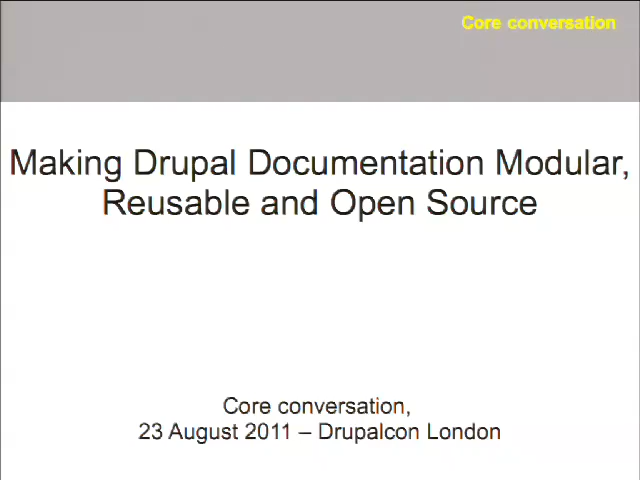 Core conversation
Making Drupal Documentation Modular,
Reusable and Open Source
Core conversation,
23 August 2011 – Drupalcon London